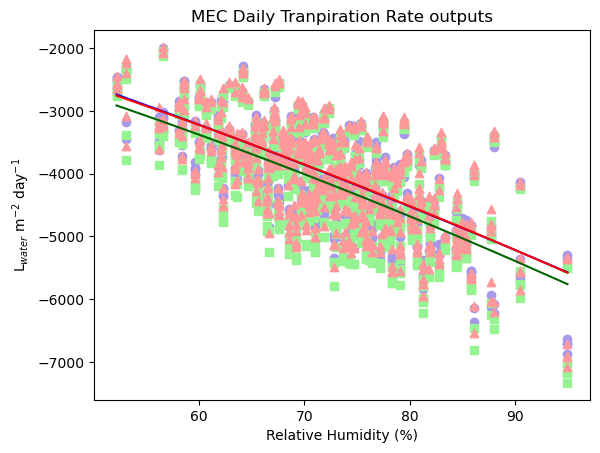 MEC Daily Tranpiration Rate outputs
−2000
−3000
−4000
−5000
−6000
−7000
L_water m⁻² day⁻¹
60 70 80 90
Relative Humidity (%)